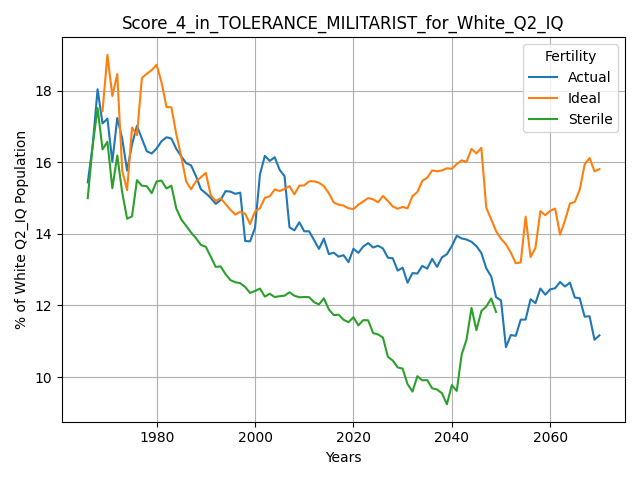 Score_4_in_TOLERANCE_MILITARIST_for_White_Q2_IQ
Fertility
Actual
Ideal
Sterile
% of White Q2_IQ Population
18
16
14
12
10
1980
2000
2020
2040
2060
Years